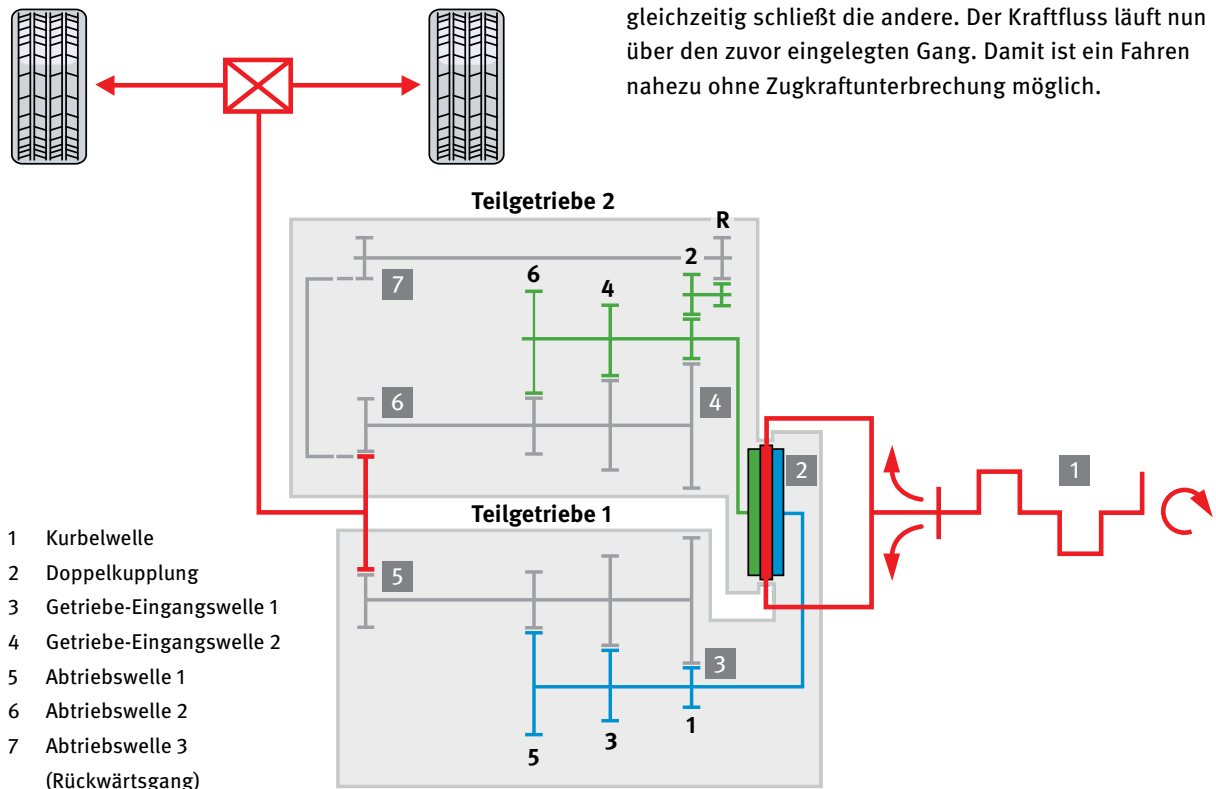 gleichzeitig schließt die andere. Der Kraftfluss läuft nun
über den zuvor eingelegten Gang. Damit ist ein Fahren
nahezu ohne Zugkraftunterbrechung möglich.
Teilgetriebe 2
R
2
6
4
7
6
4
2
1
Teilgetriebe 1
5
3
1
3
5
1 Kurbelwelle
2 Doppelkupplung
3 Getriebe-Eingangswelle 1
4 Getriebe-Eingangswelle 2
5 Abtriebswelle 1
6 Abtriebswelle 2
7 Abtriebswelle 3
(Rückwärtsgang)